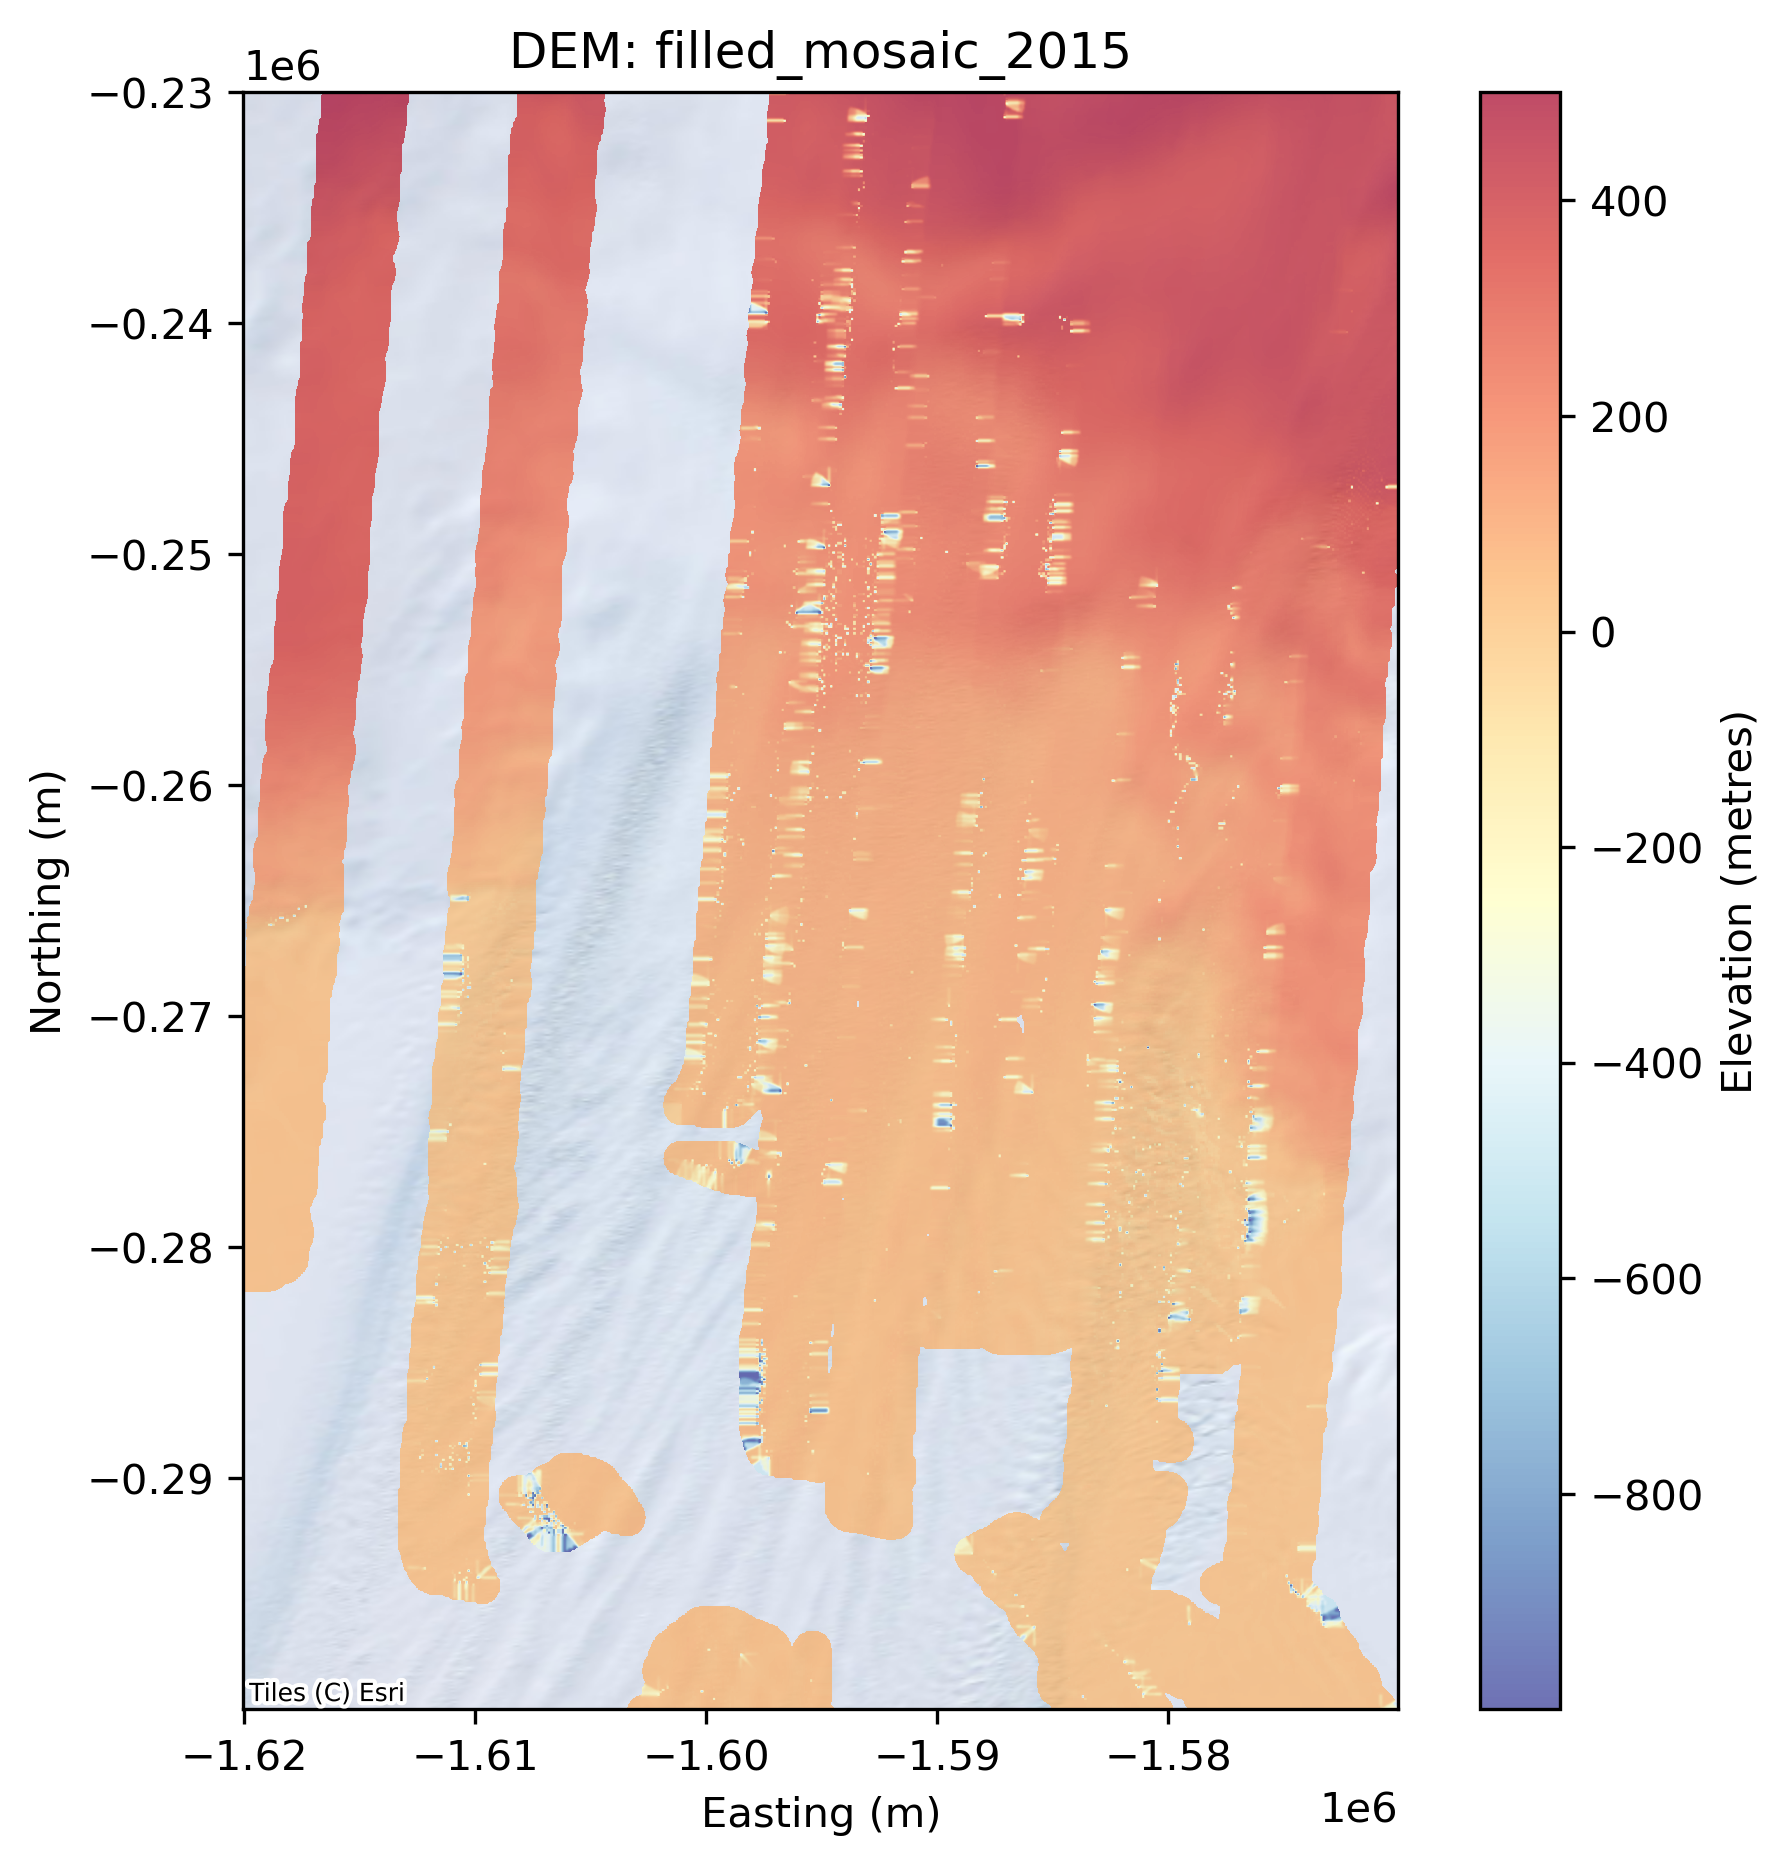 DEM: filled_mosaic_2015
1e6
−0.23
−0.24
−0.25
−0.26
−0.27
−0.28
−0.29
Northing (m)
Tiles (C) Esri
−1.62
−1.61
−1.60
−1.59
−1.58
1e6
Easting (m)
400
200
0
−200
−400
−600
−800
Elevation (metres)